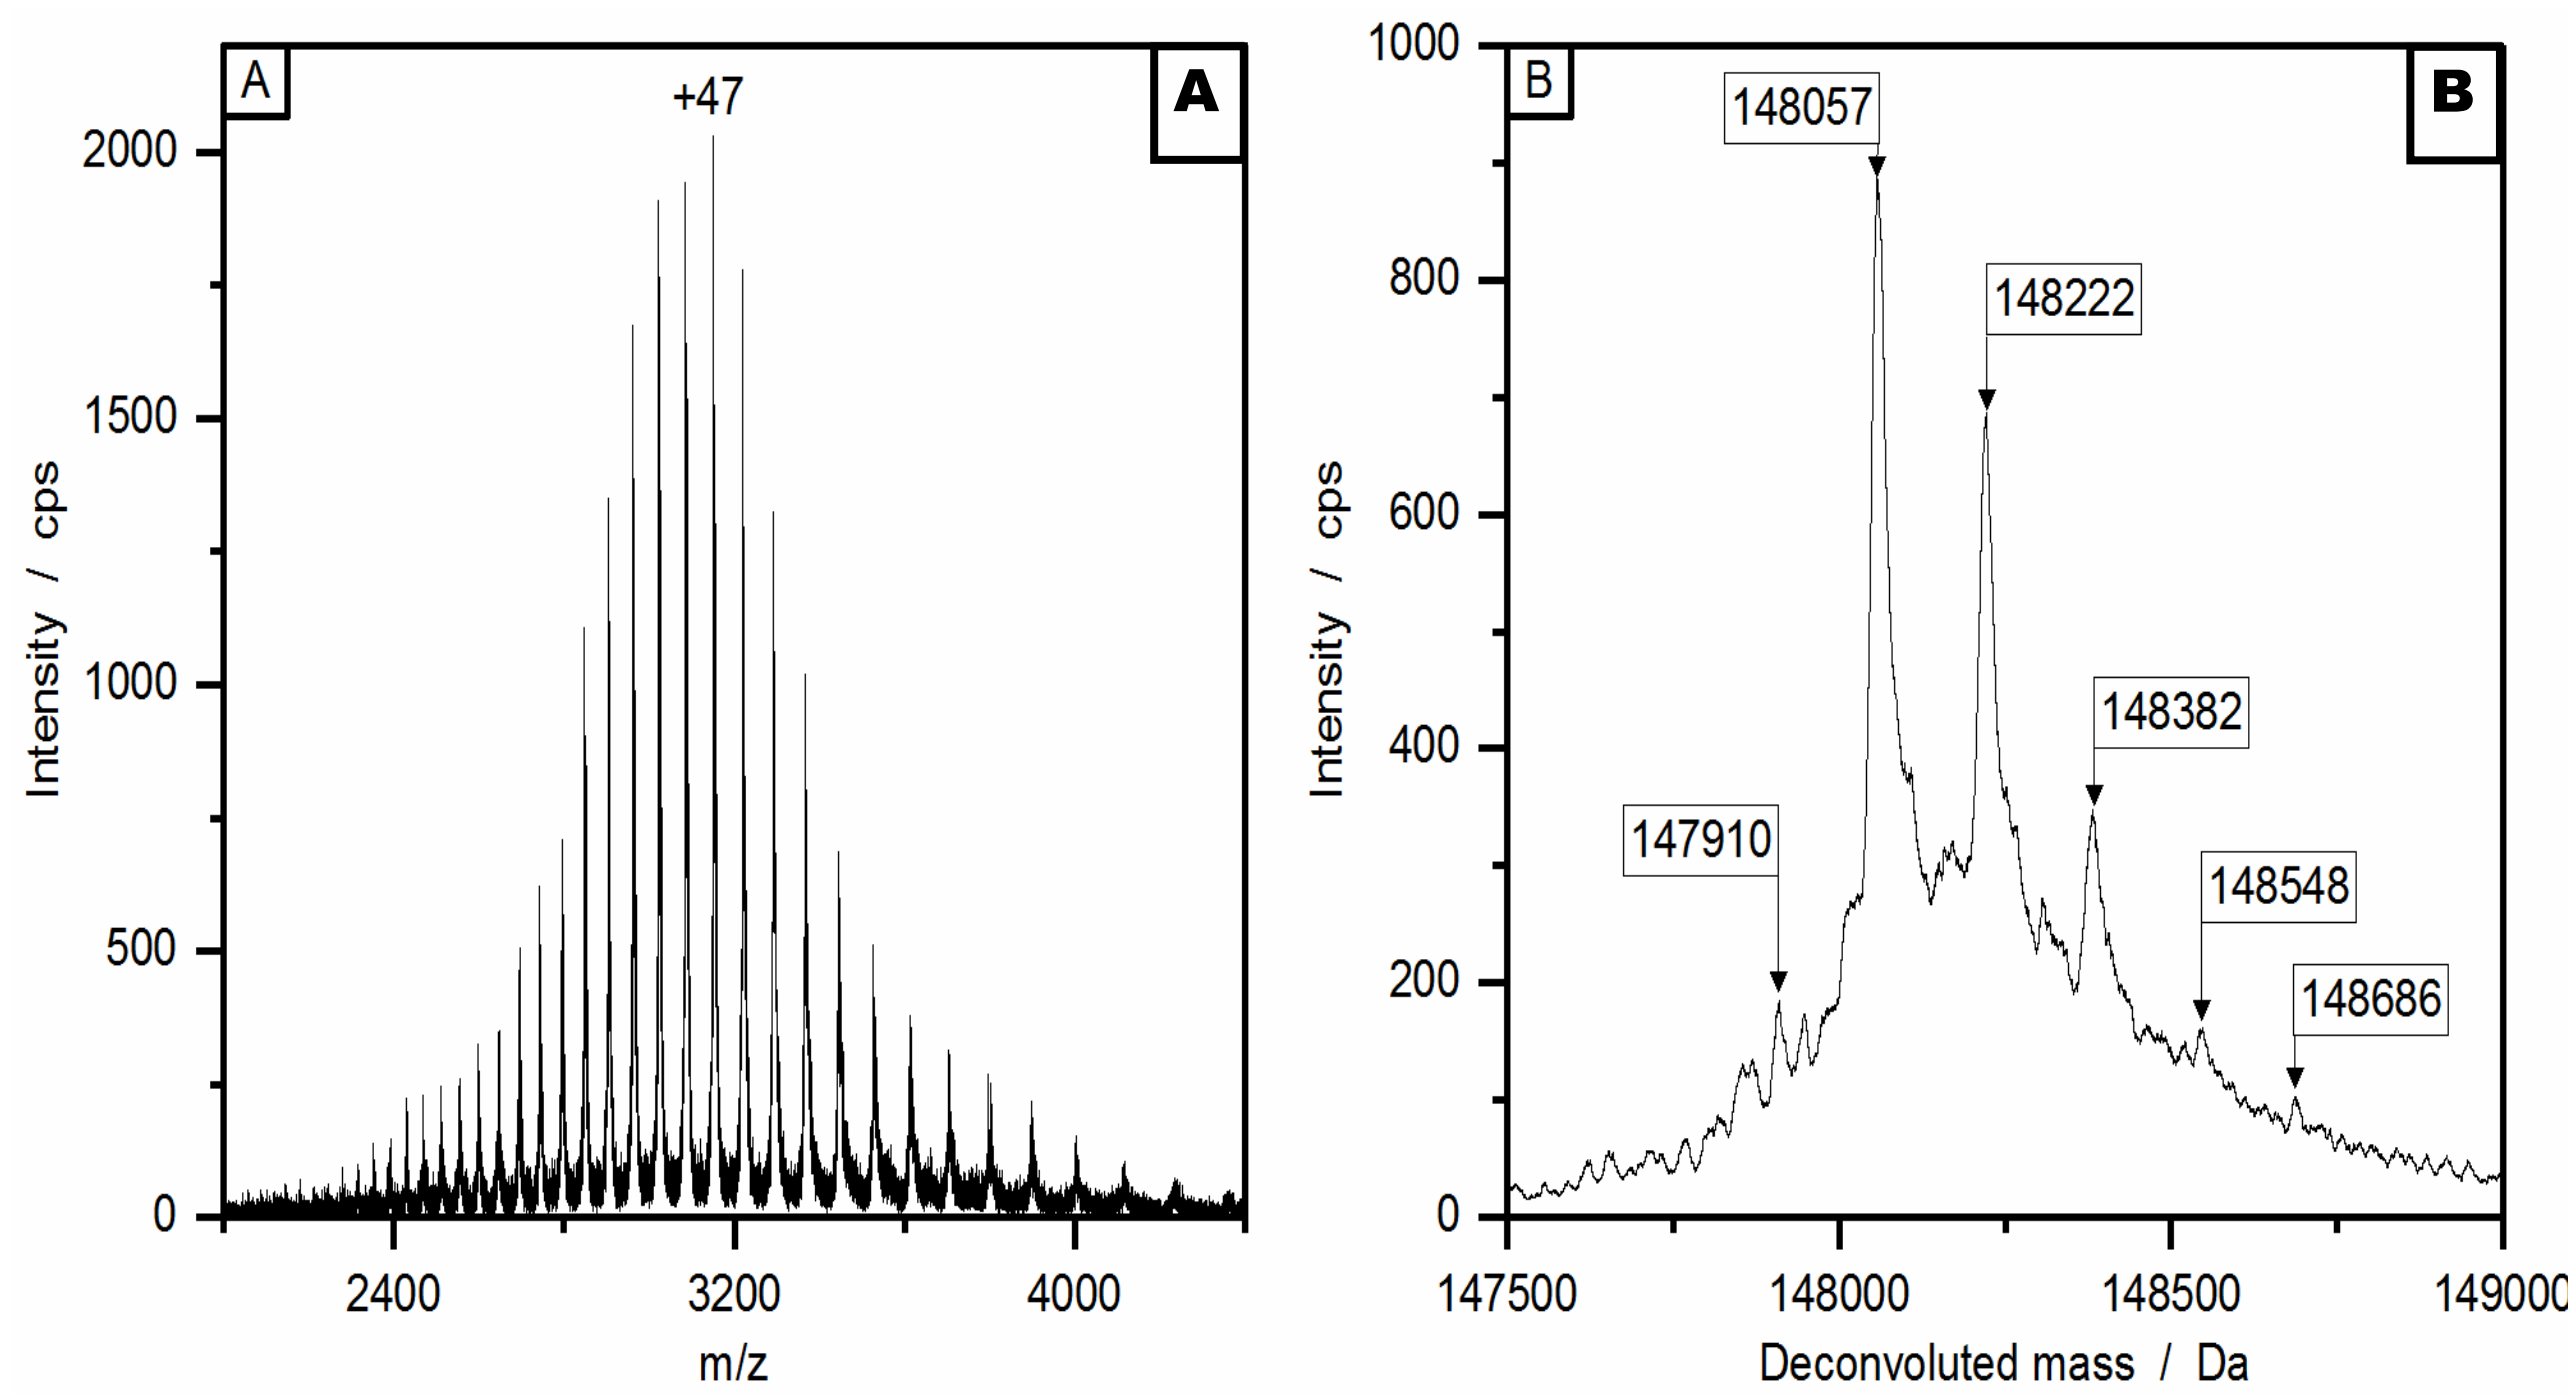 A
+47
A
2000
1500
1000
500
0
2400 3200 4000
m/z
Intensity / cps
B
B
1000
800
600
400
200
0
148057
148222
148382
147910
148548
148686
147500 148000 148500 149000
Deconvoluted mass / Da
Intensity / cps